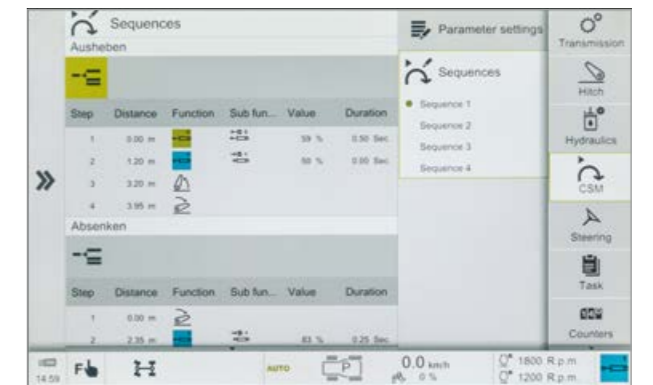 Sequences
Ausheben
Step Distance Function Sub fun... Value Duration
1 0.00 m 59 % 0.50 Sec
2 1.20 m 50 % 0.00 Sec
3 3.20 m
4 3.95 m
Absenken
Step Distance Function Sub fun... Value Duration
1 0.00 m
2 2.35 m 83 % 0.25 Sec
Parameter settings
Sequences
Sequence 1
Sequence 2
Sequence 3
Sequence 4
Transmission
Hitch
Hydraulics
CSM
Steering
Task
Counters
14:59
F
AUTO
P
0.0 km/h
0 %
1800 R.p.m.
1200 R.p.m.